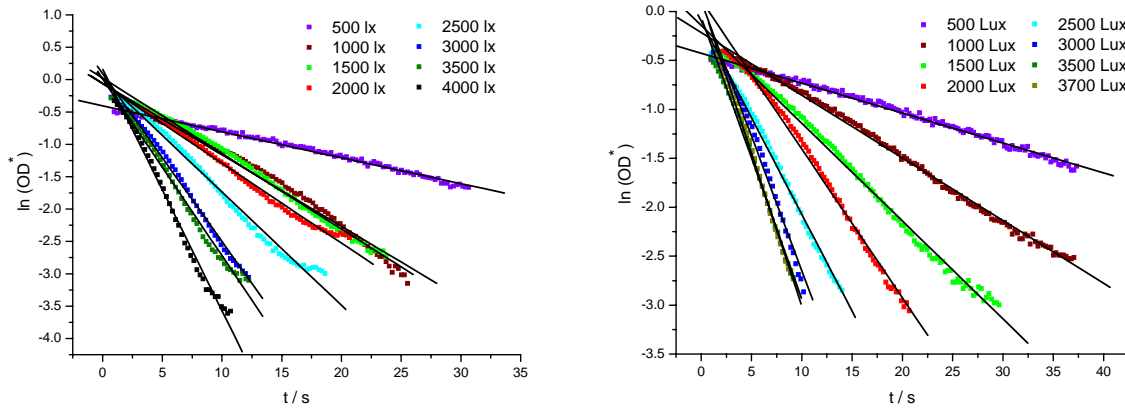 1.0
0.5
0.0
-0.5
-1.0
-1.5
-2.0
-2.5
-3.0
-3.5
-4.0
ln (OD*)
500 lx 2500 lx
1000 lx 3000 lx
1500 lx 3500 lx
2000 lx 4000 lx
0 5 10 15 20 25 30 35
t / s
0.0
-0.5
-1.0
-1.5
-2.0
-2.5
-3.0
-3.5
ln (OD*)
500 Lux 2500 Lux
1000 Lux 3000 Lux
1500 Lux 3500 Lux
2000 Lux 3700 Lux
0 5 10 15 20 25 30 35 40
t / s